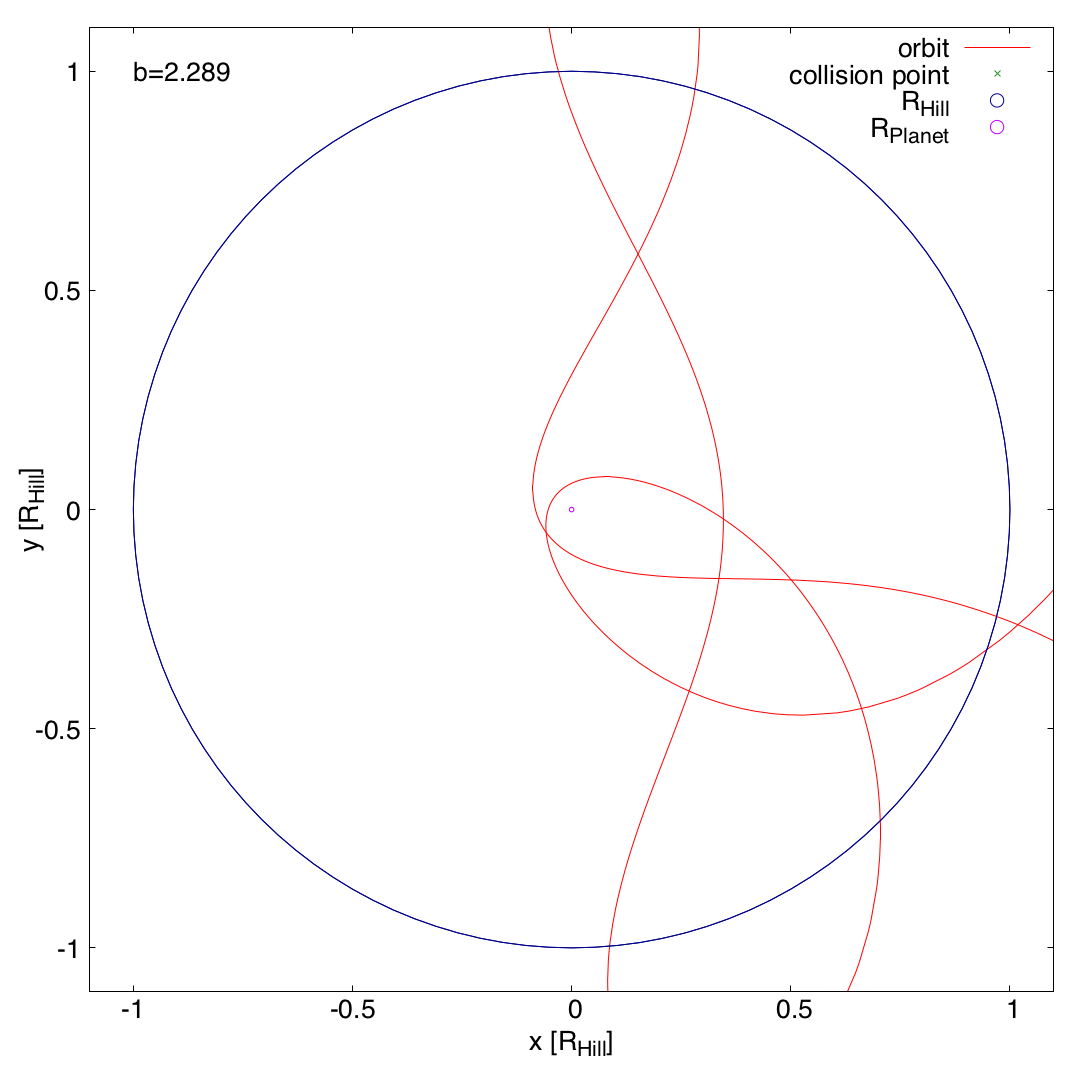 b=2.289
orbit
collision point
R_Hill
R_Planet
1
0.5
0
-0.5
-1
y [R_Hill]
-1 -0.5 0 0.5 1
x [R_Hill]